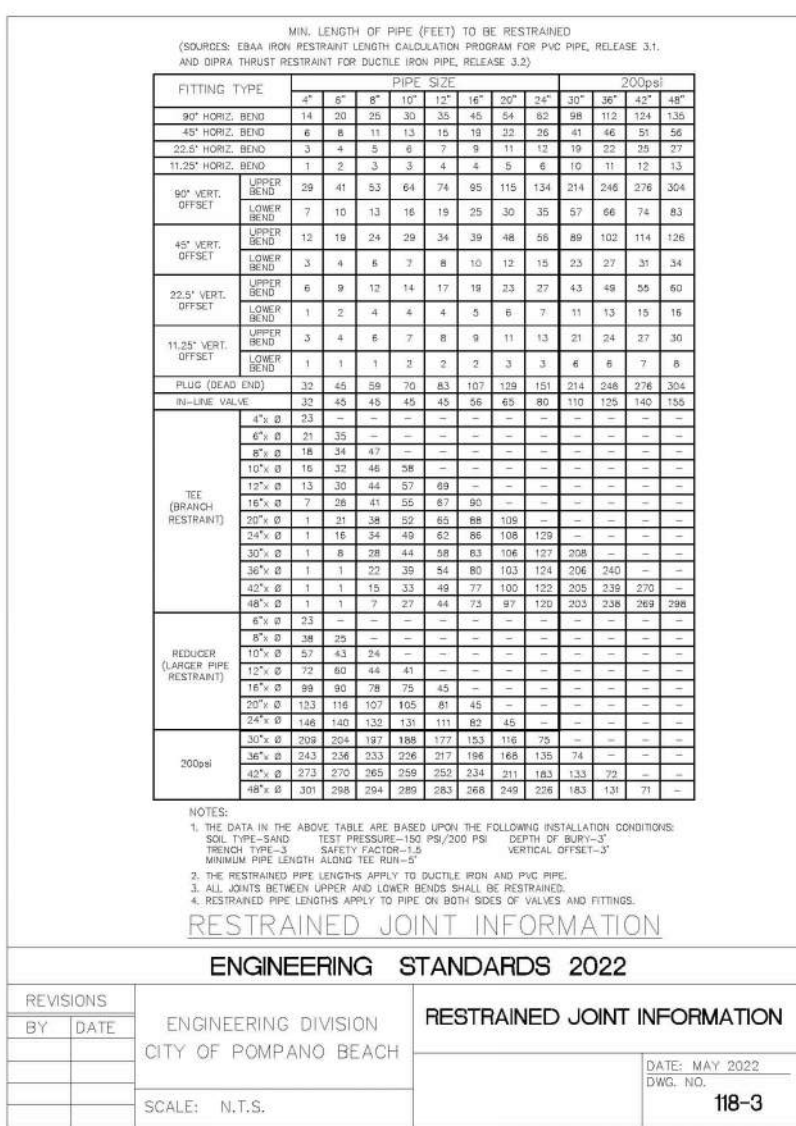 MIN. LENGTH OF PIPE (FEET) TO BE RESTRAINED
(SOURCES: EBAA IRON RESTRAINT LENGTH CALCULATION PROGRAM FOR PVC PIPE, RELEASE 3.1.
AND DIPRA THRUST RESTRAINT FOR DUCTILE IRON PIPE, RELEASE 3.2)
FITTING TYPE PIPE SIZE 200psi
4" 6" 8" 10" 12" 16" 20" 24" 30" 36" 42" 48"
90° HORIZ. BEND 14 20 25 30 35 45 54 62 98 112 124 135
45° HORIZ. BEND 6 8 11 13 15 19 22 26 41 46 51 56
22.5° HORIZ. BEND 3 4 5 6 7 9 11 12 19 22 25 27
11.25° HORIZ. BEND 1 2 3 3 4 4 5 6 10 11 12 13
90° VERT. OFFSET UPPER BEND 29 41 53 64 74 95 115 134 214 246 276 304
LOWER BEND 7 10 13 16 19 25 30 35 57 66 74 83
45° VERT. OFFSET UPPER BEND 12 19 24 29 34 39 48 56 89 102 114 126
LOWER BEND 3 4 6 7 8 10 12 15 23 27 31 34
22.5° VERT. OFFSET UPPER BEND 6 9 12 14 17 19 23 27 43 49 55 60
LOWER BEND 1 2 4 4 4 5 6 7 11 13 15 16
11.25° VERT. OFFSET UPPER BEND 3 4 6 7 8 9 11 13 21 24 27 30
LOWER BEND 1 1 1 2 2 2 3 3 6 6 7 8
PLUG (DEAD END) 32 45 59 70 83 107 129 151 214 246 276 304
IN-LINE VALVE 32 45 45 45 45 56 65 80 110 125 140 155
TEE (BRANCH RESTRAINT)
4"x Ø 23 - - - - - - - - - - -
6"x Ø 21 35 - - - - - - - - - -
8"x Ø 18 34 47 - - - - - - - - -
10"x Ø 16 32 46 58 - - - - - - - -
12"x Ø 13 30 44 57 69 - - - - - - -
16"x Ø 7 26 41 55 67 90 - - - - - -
20"x Ø 1 21 38 52 65 88 109 - - - - -
24"x Ø 1 16 34 49 62 86 108 129 - - - -
30"x Ø 1 8 28 44 58 83 106 127 208 - - -
36"x Ø 1 1 22 39 54 80 103 124 206 240 - -
42"x Ø 1 1 15 33 49 77 100 122 205 239 270 -
48"x Ø 1 1 7 27 44 73 97 120 203 238 269 298
REDUCER (LARGER PIPE RESTRAINT)
6"x Ø 23 - - - - - - - - - - -
8"x Ø 38 25 - - - - - - - - - -
10"x Ø 57 43 24 - - - - - - - - -
12"x Ø 72 60 44 41 - - - - - - - -
16"x Ø 99 90 78 75 45 - - - - - - -
20"x Ø 123 116 107 105 81 45 - - - - - -
24"x Ø 146 140 132 131 111 82 45 - - - - -
200psi
30"x Ø 209 204 197 188 177 153 116 75 - - - -
36"x Ø 243 236 233 226 217 196 168 135 74 - - -
42"x Ø 273 270 265 259 252 234 211 183 133 72 - -
48"x Ø 301 298 294 289 283 268 249 226 183 131 71 -
NOTES:
1. THE DATA IN THE ABOVE TABLE ARE BASED UPON THE FOLLOWING INSTALLATION CONDITIONS:
SOIL TYPE-SAND TEST PRESSURE-150 PSI/200 PSI DEPTH OF BURY-3'
TRENCH TYPE-3 SAFETY FACTOR-1.5 VERTICAL OFFSET-3'
MINIMUM PIPE LENGTH ALONG TEE RUN-5'
2. THE RESTRAINED PIPE LENGTHS APPLY TO DUCTILE IRON AND PVC PIPE.
3. ALL JOINTS BETWEEN UPPER AND LOWER BENDS SHALL BE RESTRAINED.
4. RESTRAINED PIPE LENGTHS APPLY TO PIPE ON BOTH SIDES OF VALVES AND FITTINGS.
RESTRAINED JOINT INFORMATION
ENGINEERING STANDARDS 2022
REVISIONS
BY DATE
ENGINEERING DIVISION
CITY OF POMPANO BEACH
SCALE: N.T.S.
RESTRAINED JOINT INFORMATION
DATE: MAY 2022
DWG. NO.
118-3